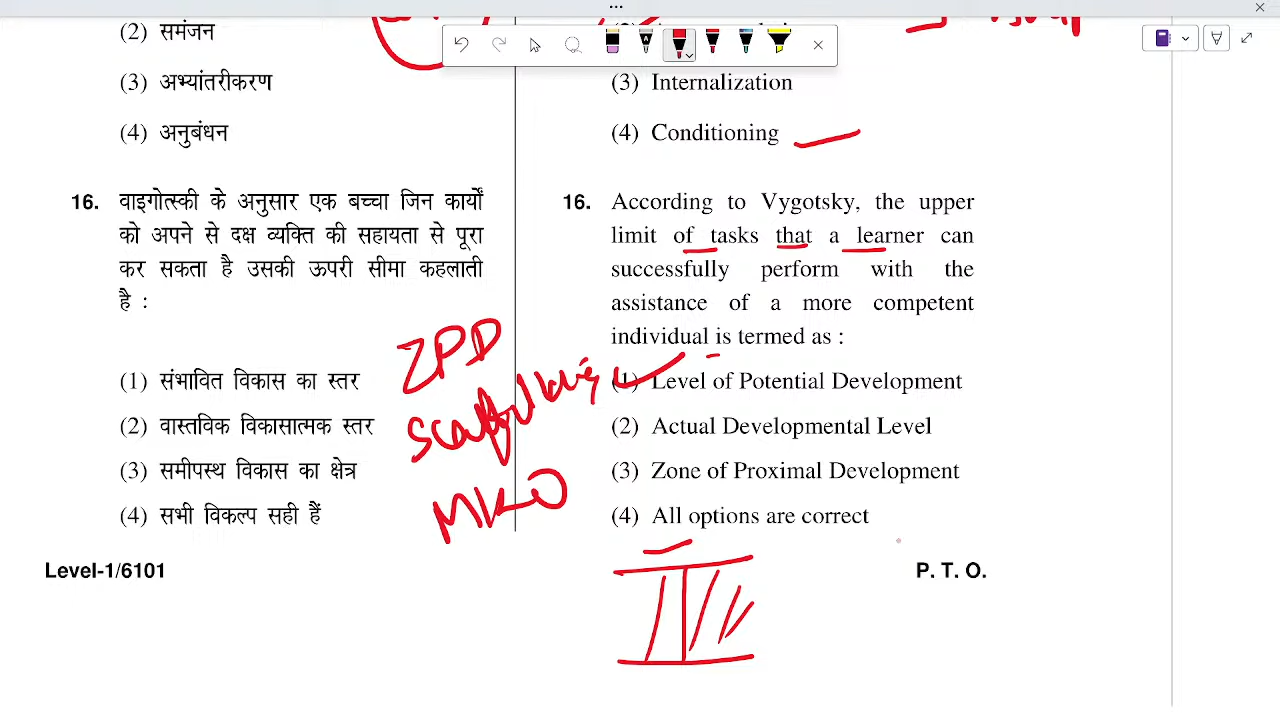 (2) समंजन
(3) अभ्यांतरीकरण
(4) अनुबंधन
16. वाइगोत्स्की के अनुसार एक बच्चा जिन कार्यों
को अपने से दक्ष व्यक्ति की सहायता से पूरा
कर सकता है उसकी ऊपरी सीमा कहलाती
है :
(1) संभावित विकास का स्तर
(2) वास्तविक विकासात्मक स्तर
(3) समीपस्थ विकास का क्षेत्र
(4) सभी विकल्प सही हैं
ZPD
MKO
(3) Internalization
(4) Conditioning
16. According to Vygotsky, the upper
limit of tasks that a learner can
successfully perform with the
assistance of a more competent
individual is termed as :
(1) Level of Potential Development
(2) Actual Developmental Level
(3) Zone of Proximal Development
(4) All options are correct
Level-1/6101
P. T. O.